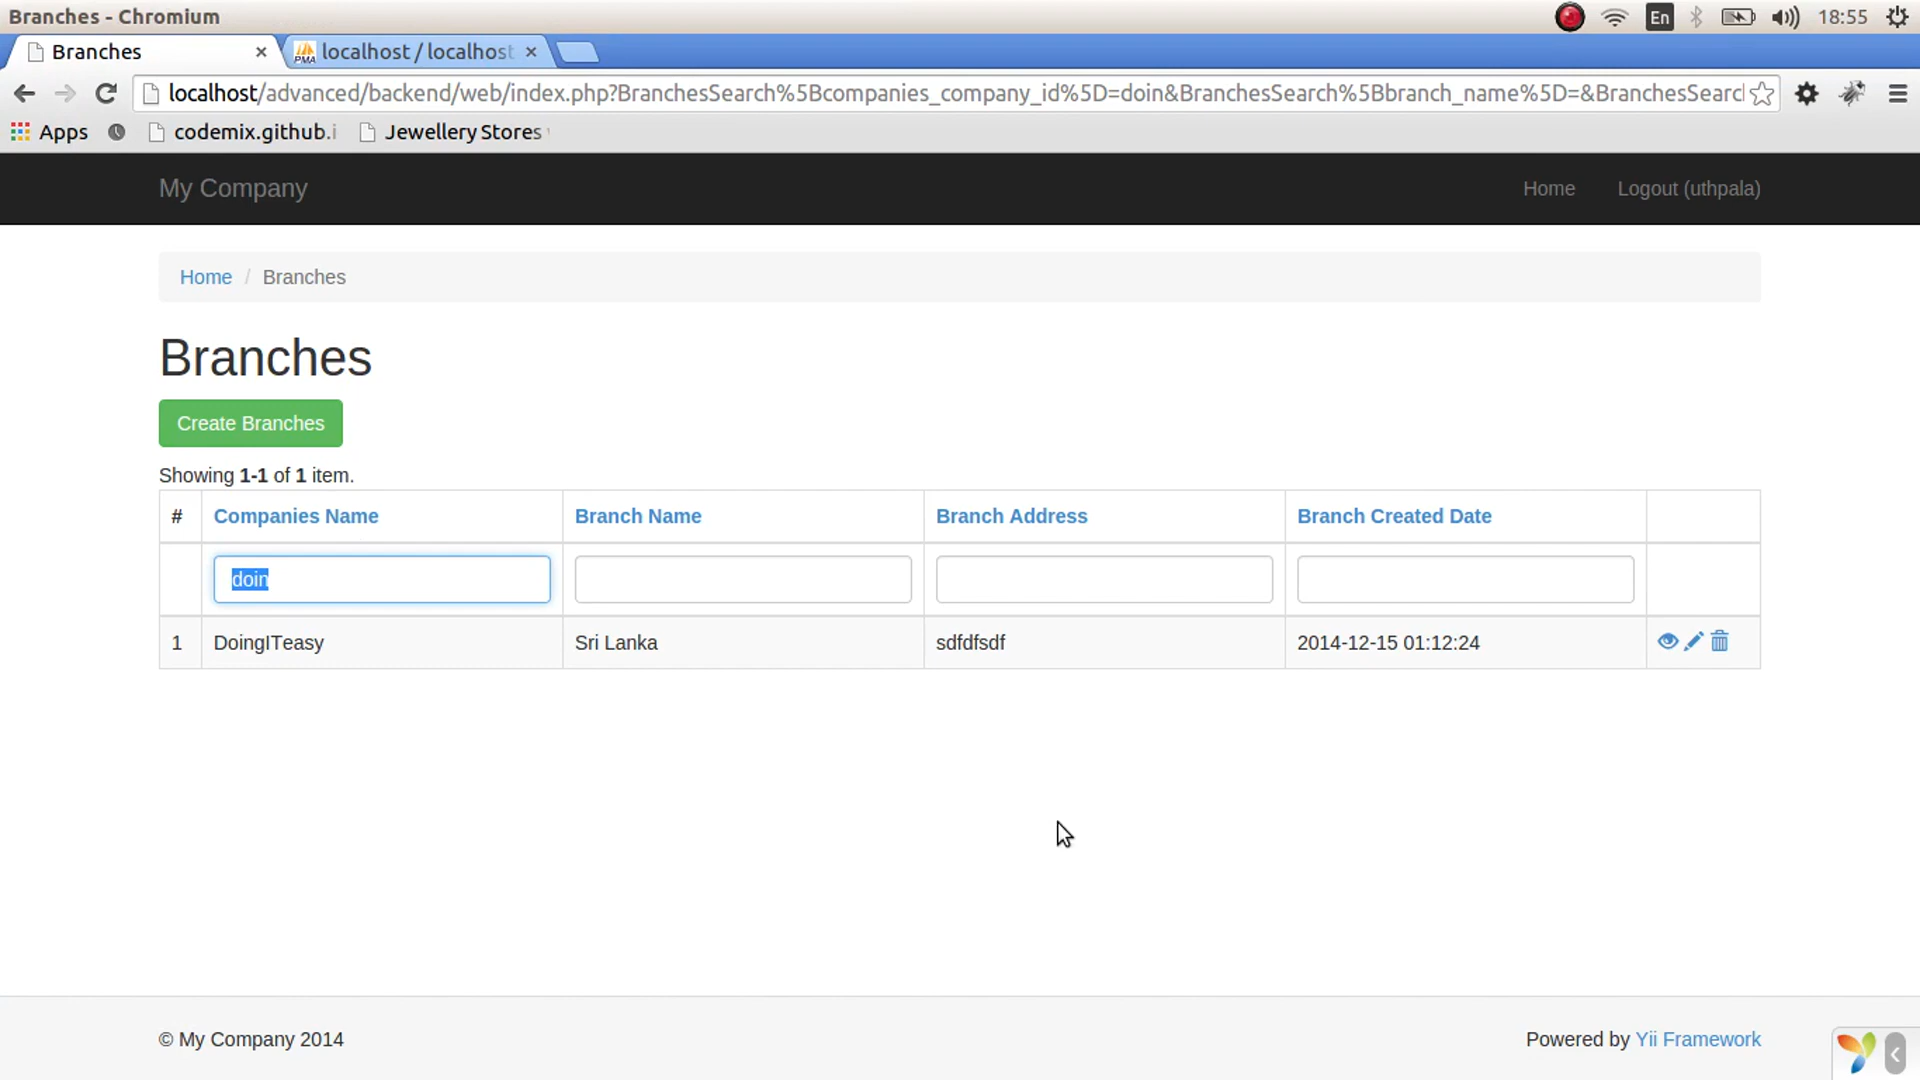 Branches - Chromium
En
18:55
Branches
PMA localhost / localhost
localhost/advanced/backend/web/index.php?BranchesSearch%5Bcompanies_company_id%5D=doin&BranchesSearch%5Bbranch_name%5D=&BranchesSearc
Apps
codemix.github.i
Jewellery Stores
My Company
Home
Logout (uthpala)
Home / Branches
Branches
Create Branches
Showing 1-1 of 1 item.
# Companies Name Branch Name Branch Address Branch Created Date
doin
1 DoingITeasy Sri Lanka sdfdfsdf 2014-12-15 01:12:24
© My Company 2014
Powered by Yii Framework